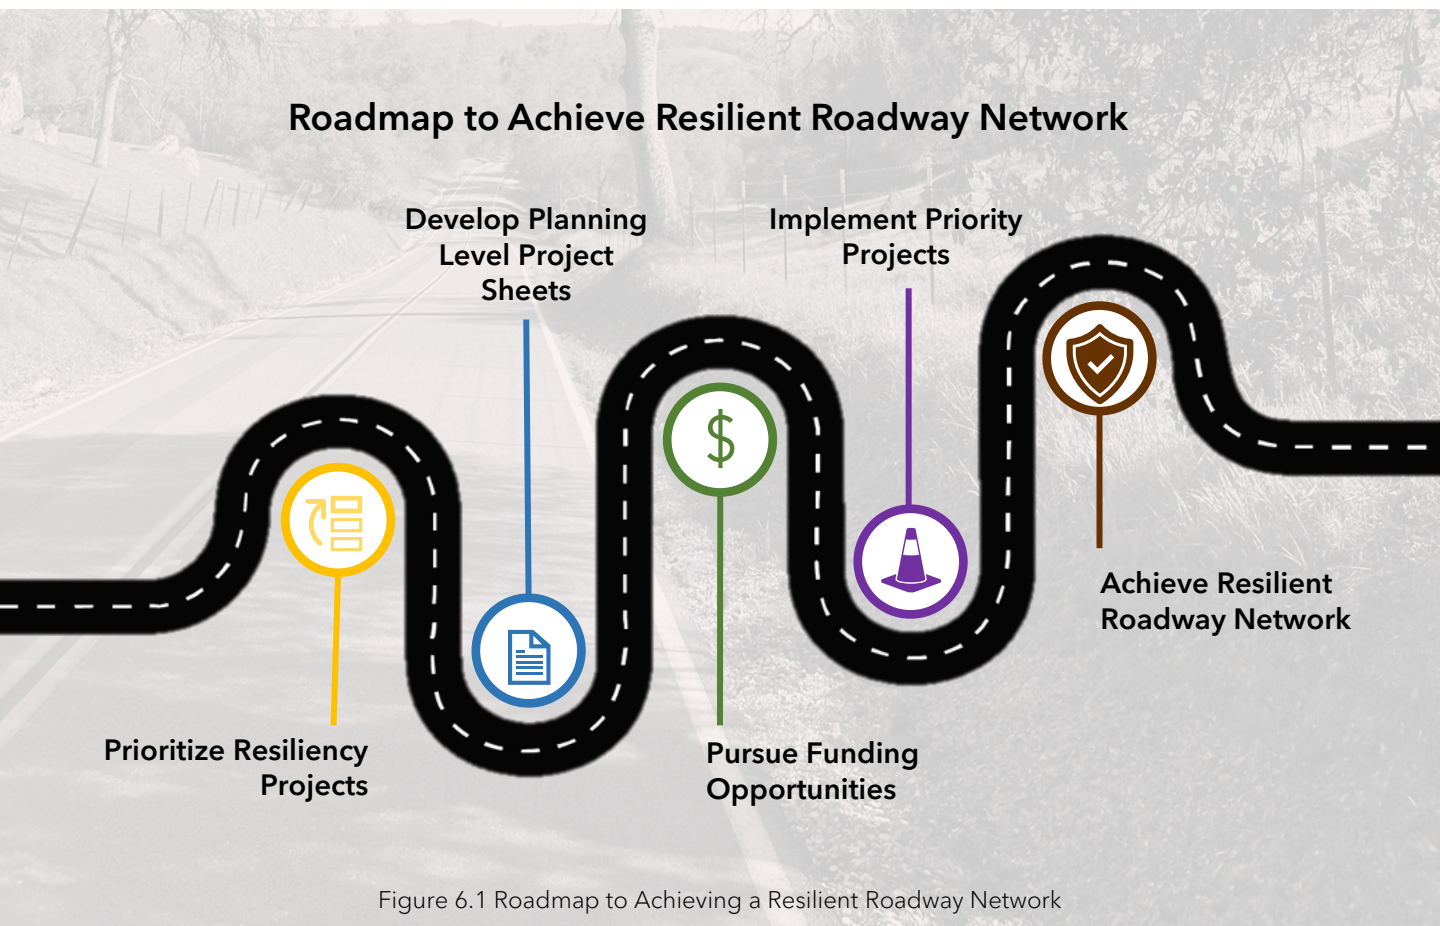 Roadmap to Achieve Resilient Roadway Network
Develop Planning
Level Project
Sheets
Implement Priority
Projects
$
Achieve Resilient
Roadway Network
Prioritize Resiliency
Projects
Pursue Funding
Opportunities
Figure 6.1 Roadmap to Achieving a Resilient Roadway Network